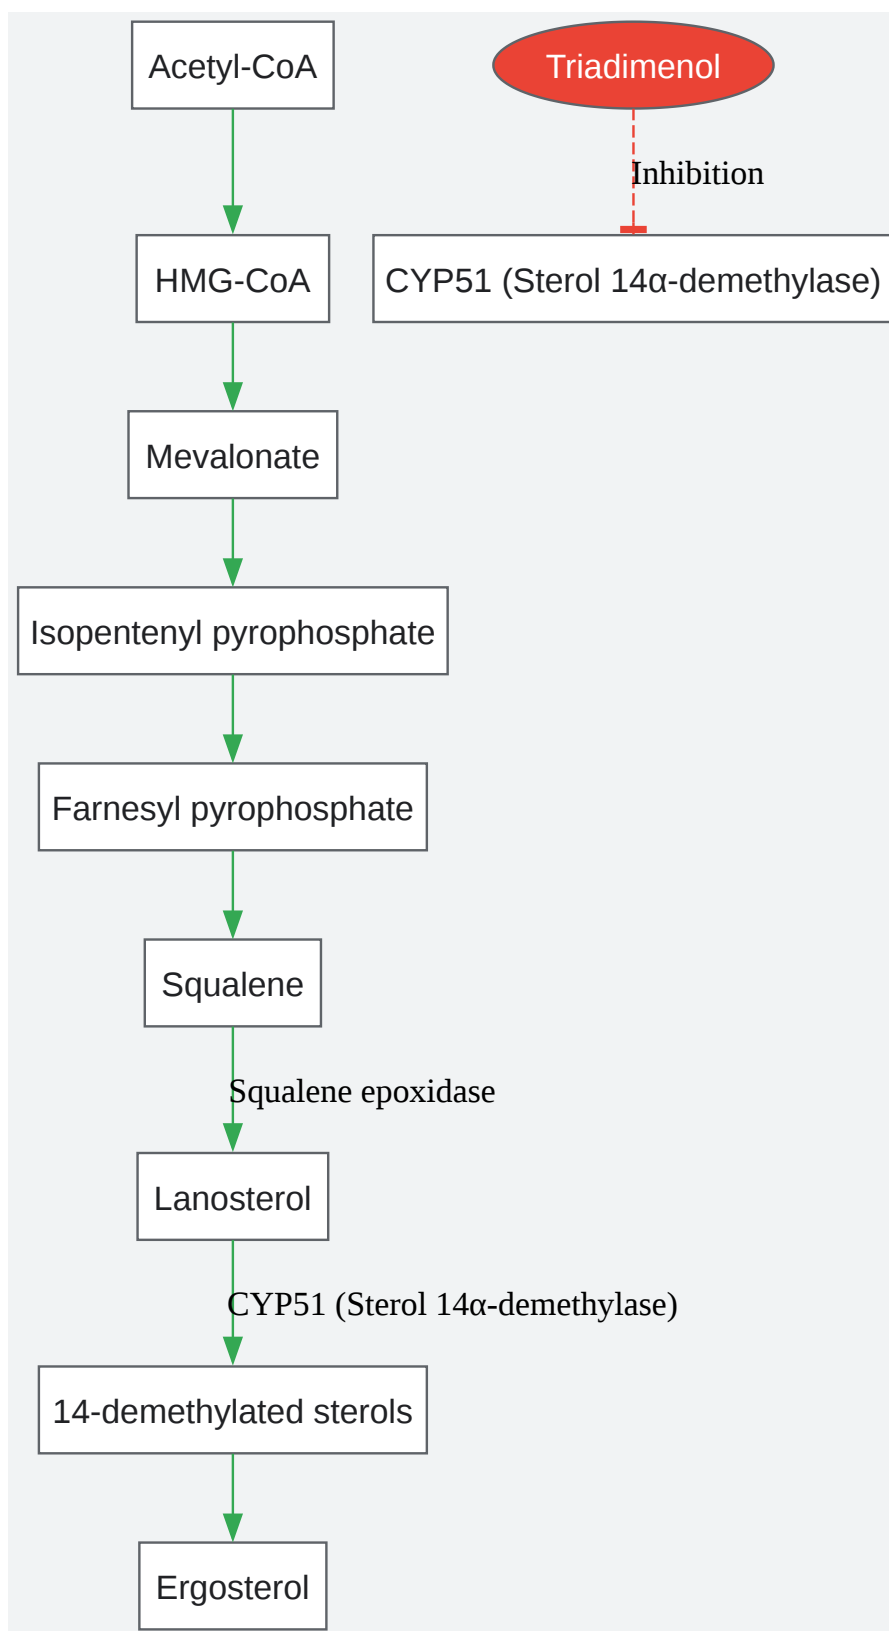 Acetyl-CoA
Triadimenol
Inhibition
HMG-CoA
CYP51 (Sterol 14α-demethylase)
Mevalonate
Isopentenyl pyrophosphate
Farnesyl pyrophosphate
Squalene
Squalene epoxidase
Lanosterol
CYP51 (Sterol 14α-demethylase)
14-demethylated sterols
Ergosterol